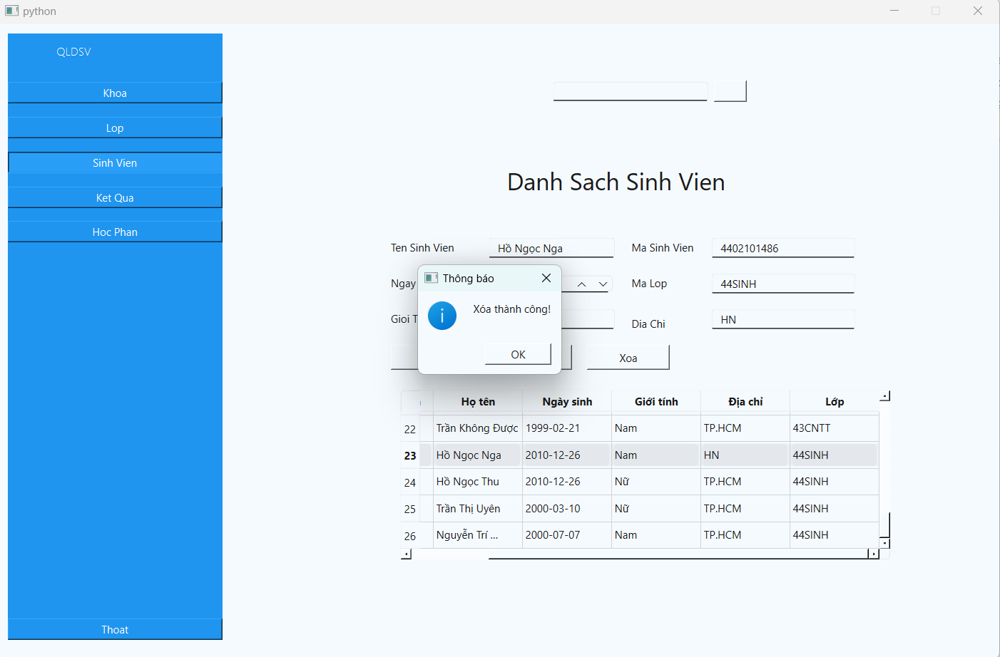 python
QLDSV
Khoa
Lop
Sinh Vien
Ket Qua
Hoc Phan
Thoat
Danh Sach Sinh Vien
Ten Sinh Vien
Hồ Ngọc Nga
Ma Sinh Vien
4402101486
Ngay
Ma Lop
44SINH
Gioi
Dia Chi
HN
Thông báo
Xóa thành công!
OK
Xoa
Họ tên Ngày sinh Giới tính Địa chỉ Lớp
22 Trần Không Được 1999-02-21 Nam TP.HCM 43CNTT
23 Hồ Ngọc Nga 2010-12-26 Nam HN 44SINH
24 Hồ Ngọc Thu 2010-12-26 Nữ TP.HCM 44SINH
25 Trần Thị Uyên 2000-03-10 Nữ TP.HCM 44SINH
26 Nguyễn Trí ... 2000-07-07 Nam TP.HCM 44SINH